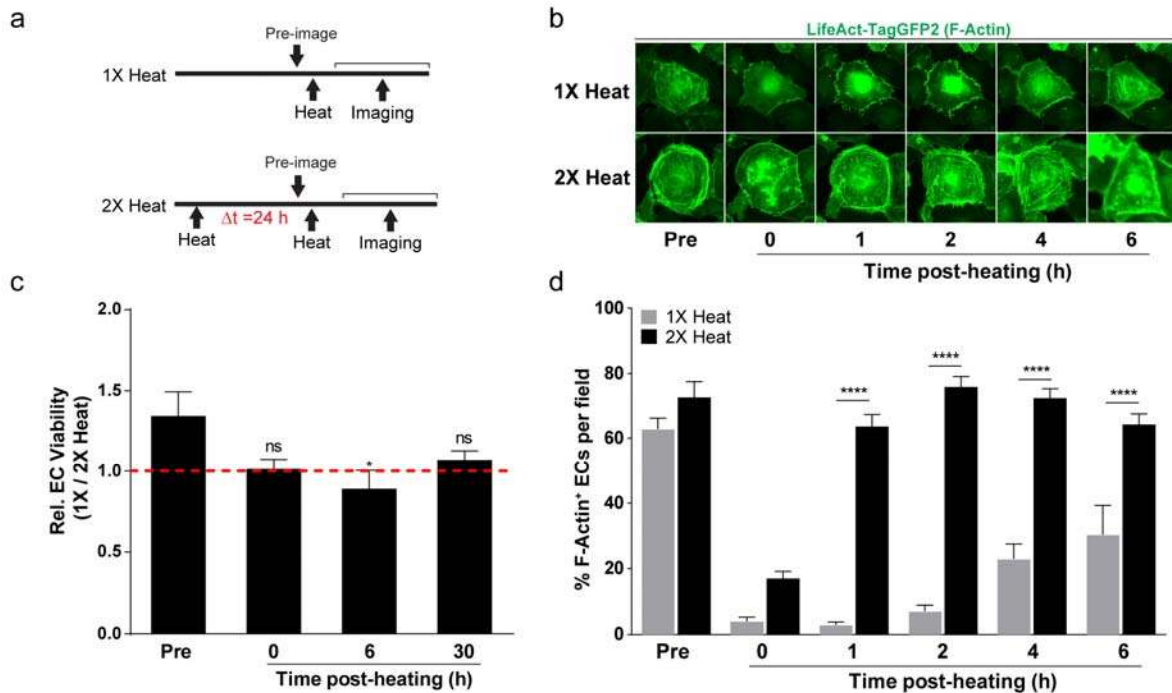 a
Pre-image
1X Heat
Heat
Imaging
Pre-image
2X Heat
Δt =24 h
Heat
Heat
Imaging
b
LifeAct-TagGFP2 (F-Actin)
1X Heat
2X Heat
Pre
0
1
2
4
6
Time post-heating (h)
c
Rel. EC Viability
(1X / 2X Heat)
2.0
1.5
1.0
0.5
0.0
ns
*
ns
Pre
0
6
30
Time post-heating (h)
d
% F-Actin⁺ ECs per field
100
80
60
40
20
0
1X Heat
2X Heat
****
****
****
****
Pre
0
1
2
4
6
Time post-heating (h)